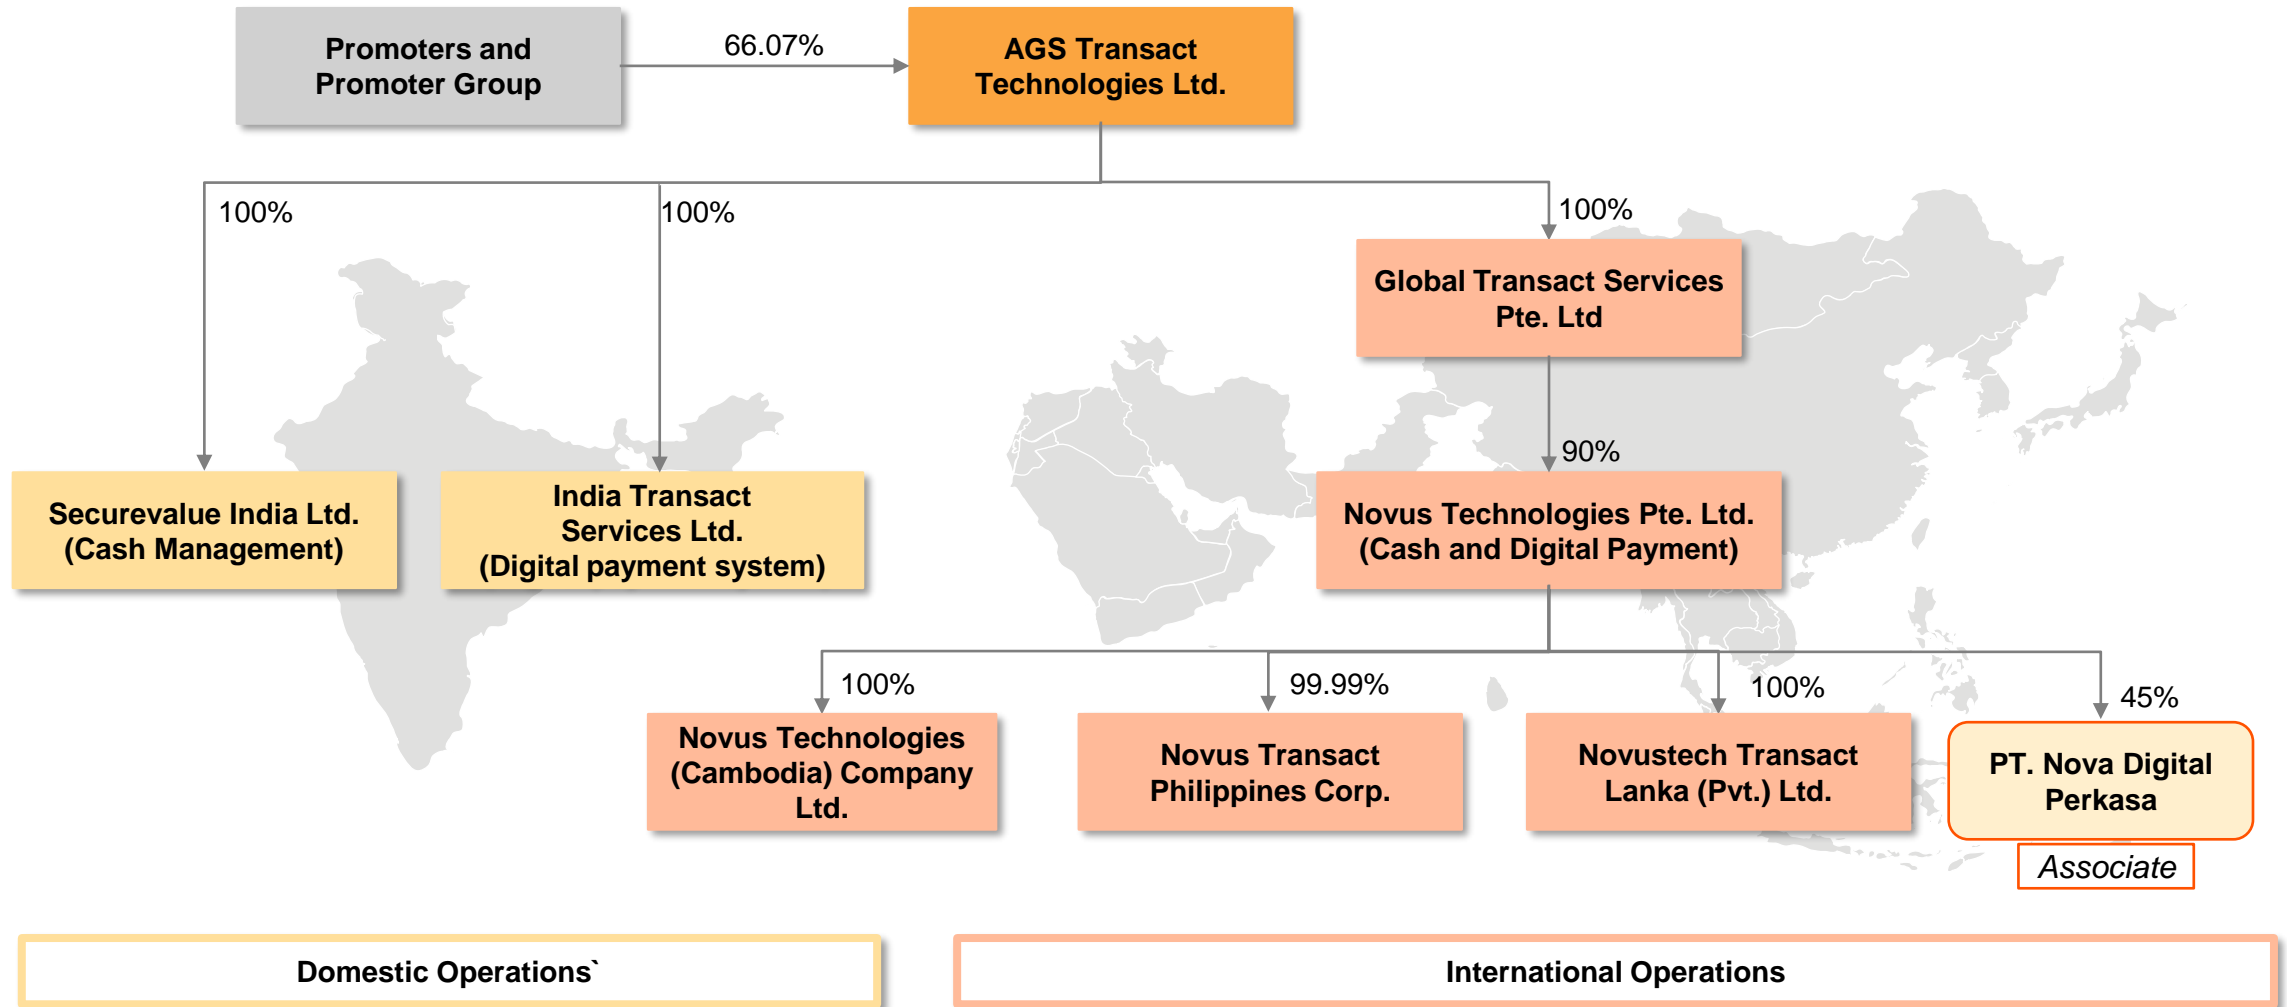 Promoters and
Promoter Group
66.07%
AGS Transact
Technologies Ltd.
100%
100%
100%
Global Transact Services
Pte. Ltd
90%
Securevalue India Ltd.
(Cash Management)
India Transact
Services Ltd.
(Digital payment system)
Novus Technologies Pte. Ltd.
(Cash and Digital Payment)
100%
99.99%
100%
45%
Novus Technologies
(Cambodia) Company
Ltd.
Novus Transact
Philippines Corp.
Novustech Transact
Lanka (Pvt.) Ltd.
PT. Nova Digital
Perkasa
Associate
Domestic Operations`
International Operations